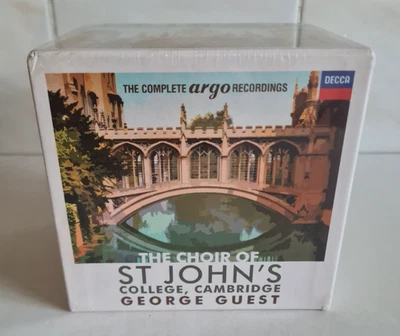 THE COMPLETE argo RECORDINGS
DECCA
THE CHOIR OF
ST JOHN'S
COLLEGE, CAMBRIDGE
GEORGE GUEST